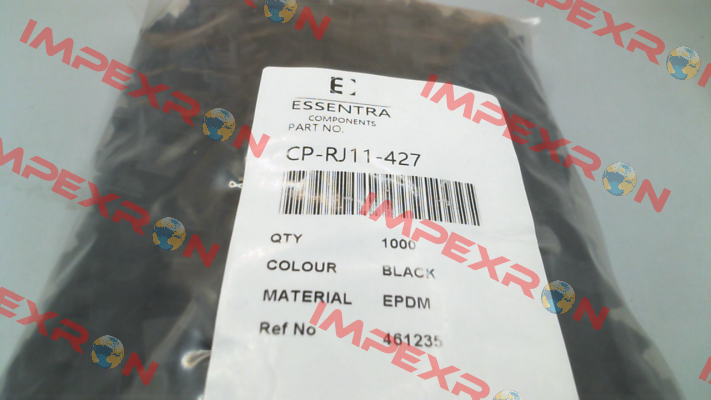 IMPEXRON
IMPEXRON
IMPEXRON
E
ESSENTRA
COMPONENTS
PART NO.
CP-RJ11-427
QTY 1000
COLOUR BLACK
MATERIAL EPDM
Ref No 461235
IMPEXRON
IMPEXRON
IMPEXRON
IMPEXRON